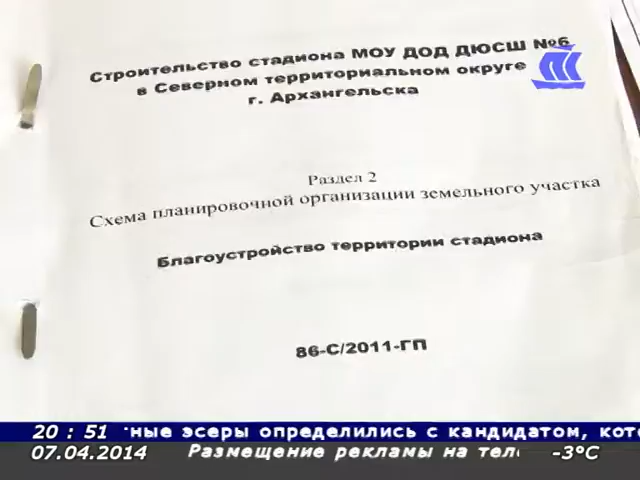 Строительство стадиона МОУ ДОД ДЮСШ №6
в Северном территориальном округе
г. Архангельска
Раздел 2
Схема планировочной организации земельного участка
Благоустройство территории стадиона
86-С/2011-ГП
20 : 51 ные эсеры определились с кандидатом, кото
07.04.2014 Размещение рекламы на тел -3°C